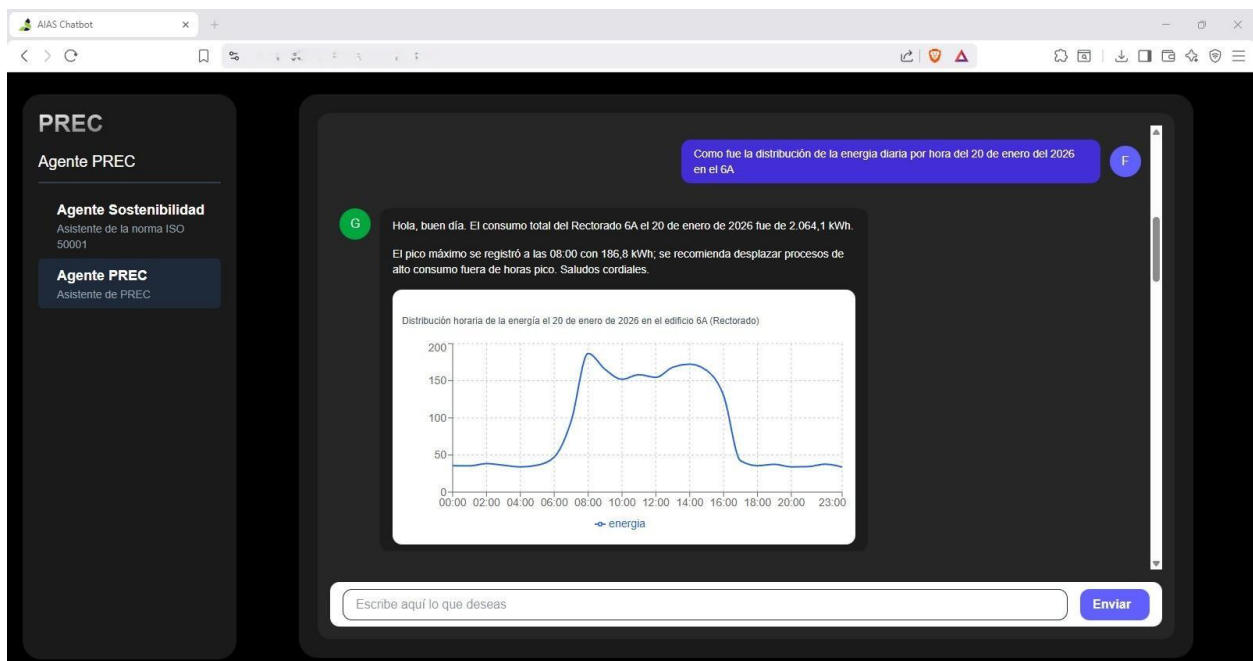 AIAS Chatbot
PREC
Agente PREC
Agente Sostenibilidad
Asistente de la norma ISO
50001
Agente PREC
Asistente de PREC
Como fue la distribución de la energia diaria por hora del 20 de enero del 2026
en el 6A
F
G
Hola, buen día. El consumo total del Rectorado 6A el 20 de enero de 2026 fue de 2.064,1 kWh.
El pico máximo se registró a las 08:00 con 186,8 kWh; se recomienda desplazar procesos de
alto consumo fuera de horas pico. Saludos cordiales.
Distribución horaria de la energía el 20 de enero de 2026 en el edificio 6A (Rectorado)
200
150
100
50
0
00:00 02:00 04:00 06:00 08:00 10:00 12:00 14:00 16:00 18:00 20:00 23:00
energia
Escribe aquí lo que deseas
Enviar